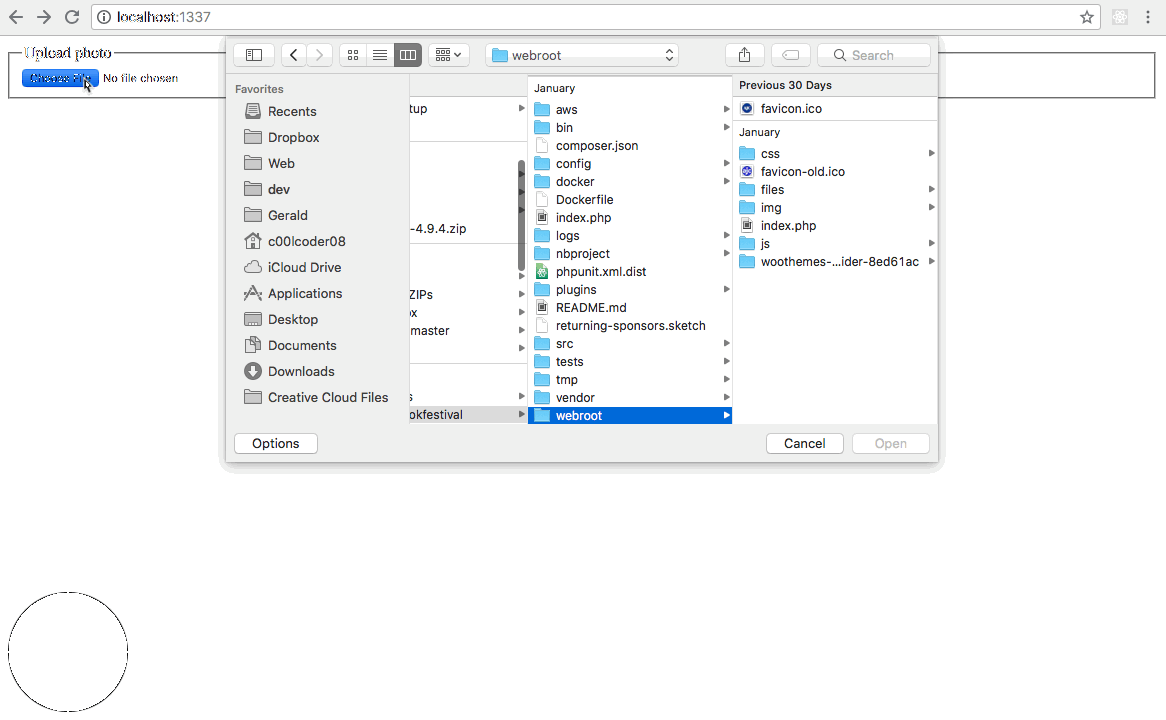 localhost:1337
Upload photo
Choose File No file chosen
webroot
Search
Favorites
Recents
Dropbox
Web
dev
Gerald
c00lcoder08
iCloud Drive
Applications
Desktop
Documents
Downloads
Creative Cloud Files
tup
-4.9.4.zip
ZIPs
master
okfestival
January
aws
bin
composer.json
config
docker
Dockerfile
index.php
logs
nbproject
phpunit.xml.dist
plugins
README.md
returning-sponsors.sketch
src
tests
tmp
vendor
webroot
Previous 30 Days
favicon.ico
January
css
favicon-old.ico
files
img
index.php
js
woothemes-...ider-8ed61ac
Options
Cancel
Open